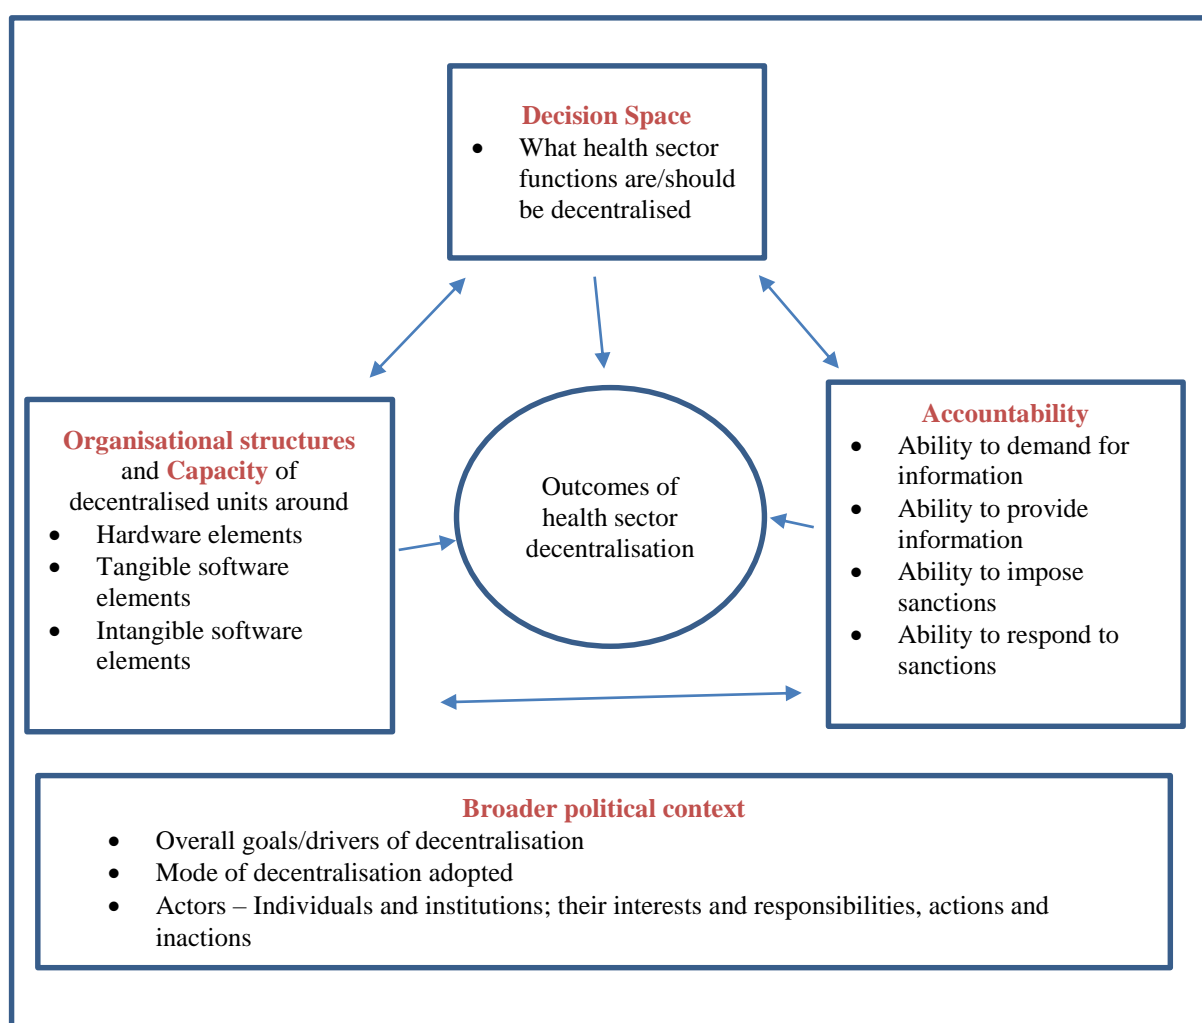 Decision Space
• What health sector
functions are/should
be decentralised
Organisational structures
and Capacity of
decentralised units around
• Hardware elements
• Tangible software
elements
• Intangible software
elements
Outcomes of
health sector
decentralisation
Accountability
• Ability to demand for
information
• Ability to provide
information
• Ability to impose
sanctions
• Ability to respond to
sanctions
Broader political context
• Overall goals/drivers of decentralisation
• Mode of decentralisation adopted
• Actors – Individuals and institutions; their interests and responsibilities, actions and
inactions